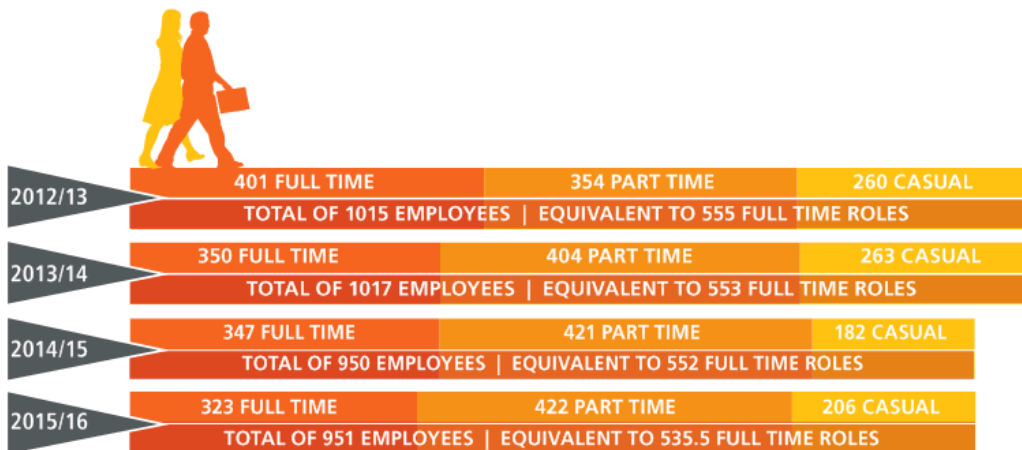 2012/13
401 FULL TIME 354 PART TIME 260 CASUAL
TOTAL OF 1015 EMPLOYEES | EQUIVALENT TO 555 FULL TIME ROLES
2013/14
350 FULL TIME 404 PART TIME 263 CASUAL
TOTAL OF 1017 EMPLOYEES | EQUIVALENT TO 553 FULL TIME ROLES
2014/15
347 FULL TIME 421 PART TIME 182 CASUAL
TOTAL OF 950 EMPLOYEES | EQUIVALENT TO 552 FULL TIME ROLES
2015/16
323 FULL TIME 422 PART TIME 206 CASUAL
TOTAL OF 951 EMPLOYEES | EQUIVALENT TO 535.5 FULL TIME ROLES